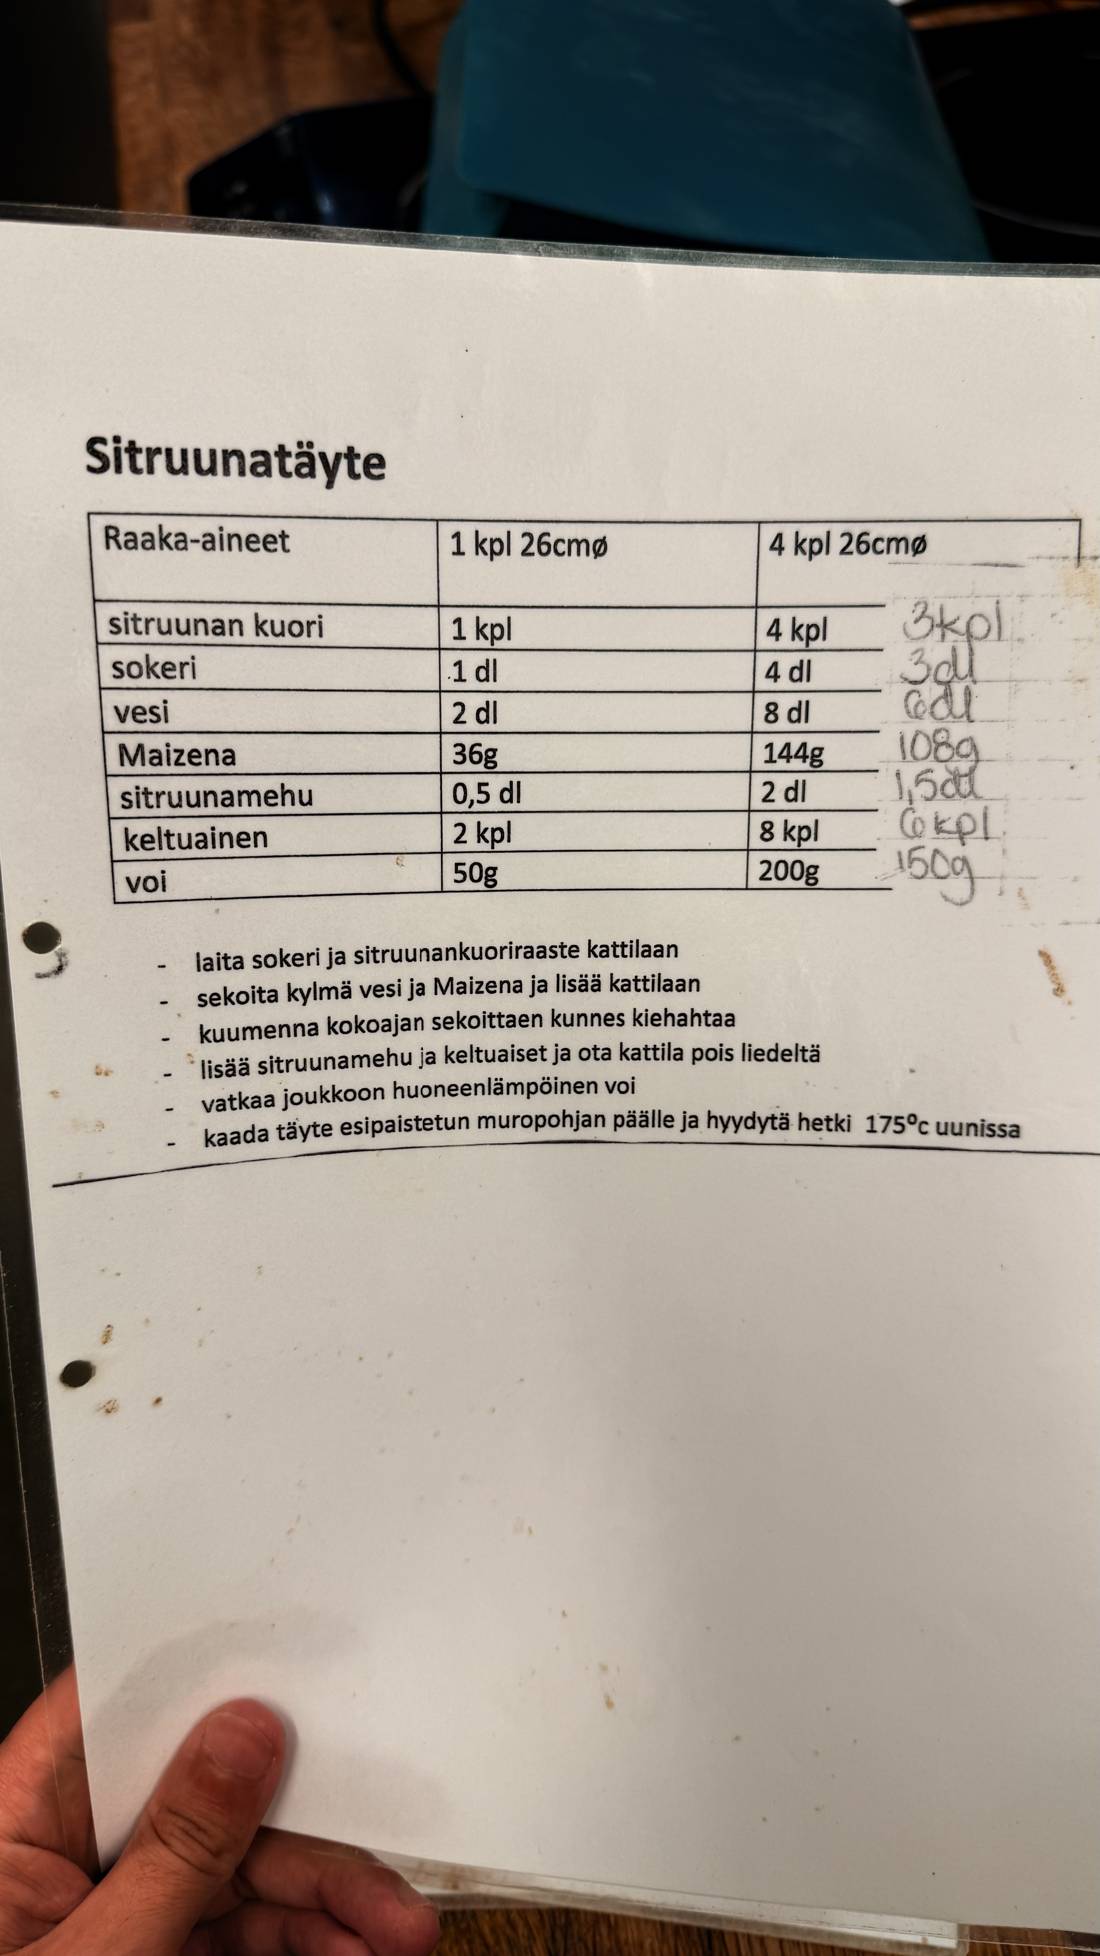 Sitruunatäyte
Raaka-aineet 1 kpl 26cmø 4 kpl 26cmø
sitruunan kuori 1 kpl 4 kpl 3kpl
sokeri 1 dl 4 dl 3dl
vesi 2 dl 8 dl 6dl
Maizena 36g 144g 108g
sitruunamehu 0,5 dl 2 dl 1,5dl
keltuainen 2 kpl 8 kpl 6kpl
voi 50g 200g 150g
- laita sokeri ja sitruunankuoriraaste kattilaan
- sekoita kylmä vesi ja Maizena ja lisää kattilaan
- kuumenna kokoajan sekoittaen kunnes kiehahtaa
- lisää sitruunamehu ja keltuaiset ja ota kattila pois liedeltä
- vatkaa joukkoon huoneenlämpöinen voi
- kaada täyte esipaistetun muropohjan päälle ja hyydytä hetki 175⁰c uunissa